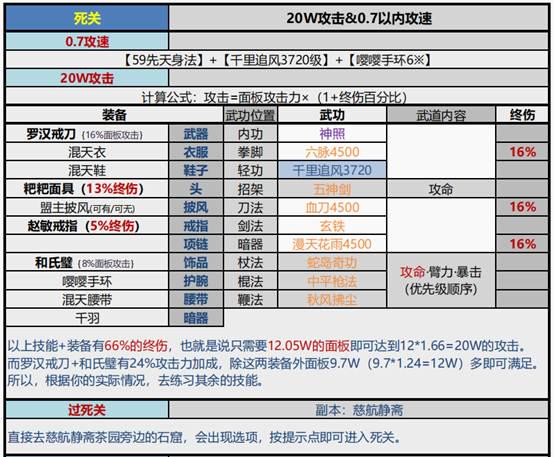 死关 20W攻击&0.7以内攻速
0.7攻速
【59先天身法】+【千里追风3720级】+【嘤嘤手环6※】
20W攻击
计算公式：攻击=面板攻击力×（1+终伤百分比）
装备 武功位置 武功 武道内容 终伤
罗汉戒刀（16%面板攻击） 武器 内功 神照
混天衣 衣服 拳脚 六脉4500 16%
混天鞋 鞋子 轻功 千里追风3720
粑粑面具（13%终伤） 头 招架 五神剑 攻命
盟主披风(可有/可无) 披风 刀法 血刀4500 16%
赵敏戒指（5%终伤） 戒指 剑法 玄铁
项链 暗器 漫天花雨4500 16%
和氏璧（8%面板攻击） 饰品 杖法 蛇岛奇功
嘤嘤手环 护腕 棍法 中平枪法
混天腰带 腰带 鞭法 秋风拂尘
攻命·臂力·暴击
(优先级顺序)
千羽 暗器
以上技能+装备有66%的终伤，也就是说只需要12.05W的面板即可达到12*1.66=20W的攻击。
而罗汉戒刀+和氏璧有24%攻击力加成，除这两装备外面板9.7W（9.7*1.24=12W）多即可满足。
所以，根据你的实际情况，去练习其余的技能。
过死关 副本：慈航静斋
直接去慈航静斋茶园旁边的石窟，会出现选项，按提示点即可进入死关。